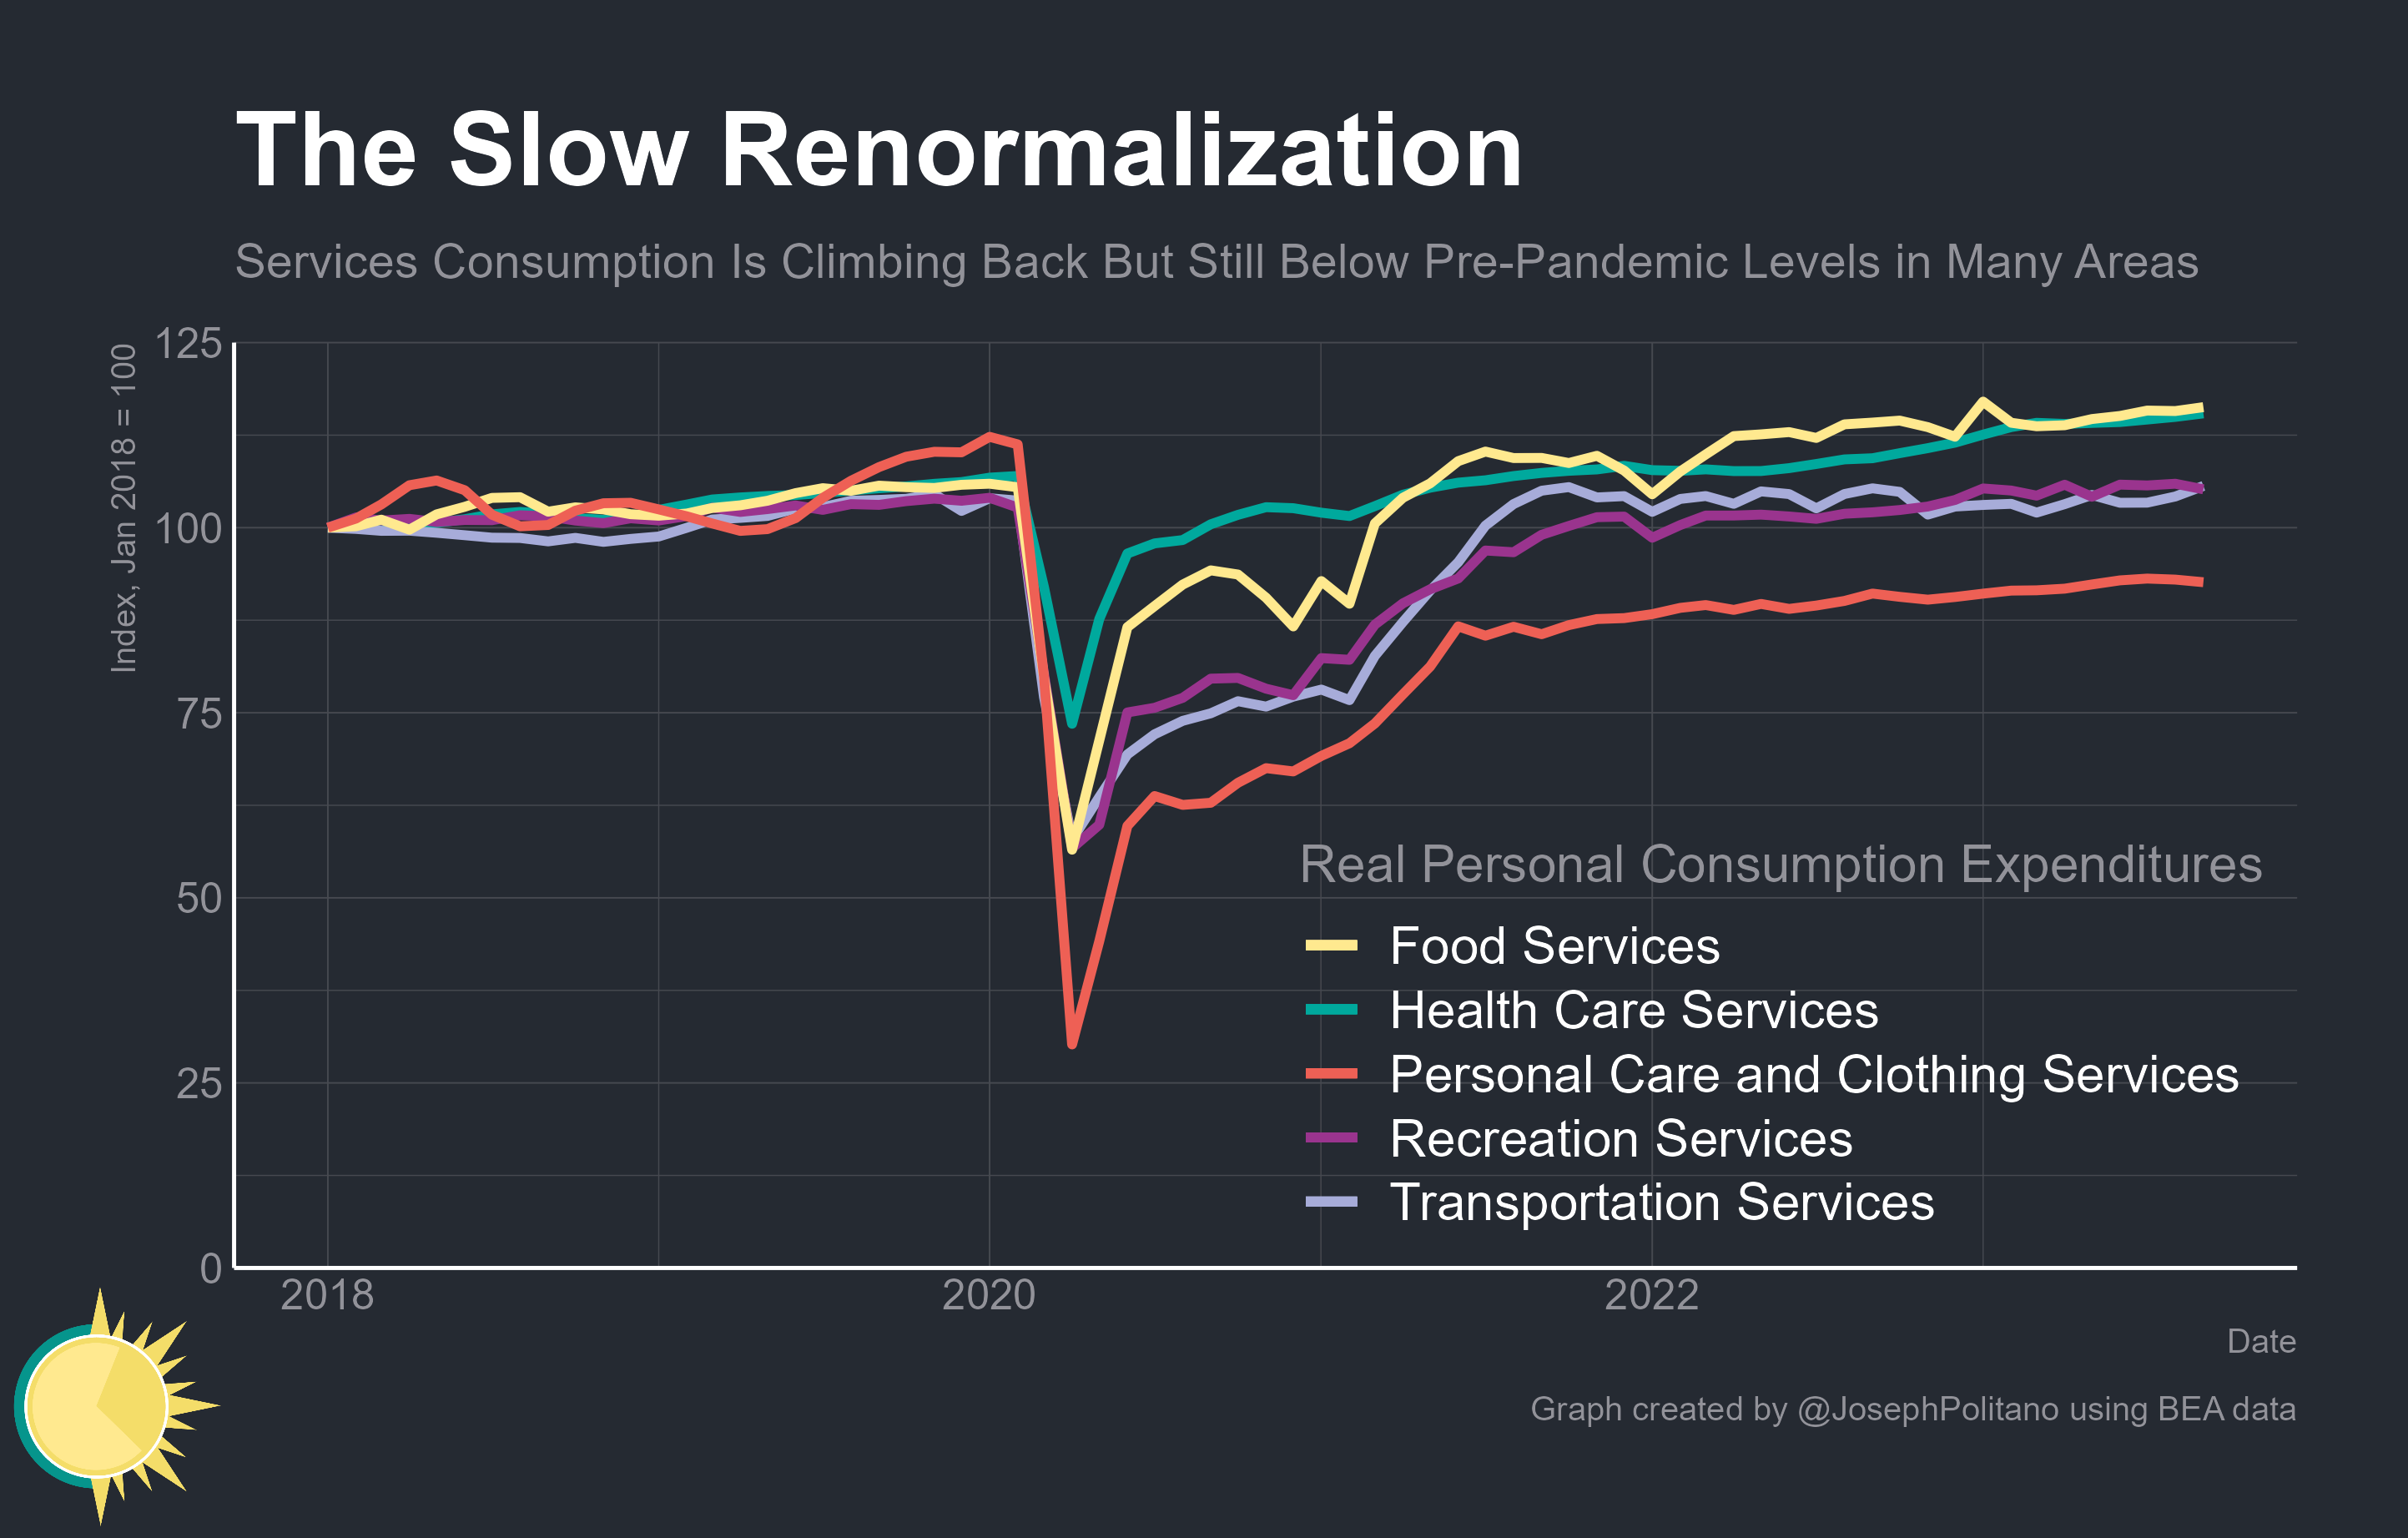 The Slow Renormalization
Services Consumption Is Climbing Back But Still Below Pre-Pandemic Levels in Many Areas
Index, Jan 2018 = 100
125
100
75
50
25
0
Real Personal Consumption Expenditures
Food Services
Health Care Services
Personal Care and Clothing Services
Recreation Services
Transportation Services
2018
2020
2022
Date
Graph created by @JosephPolitano using BEA data